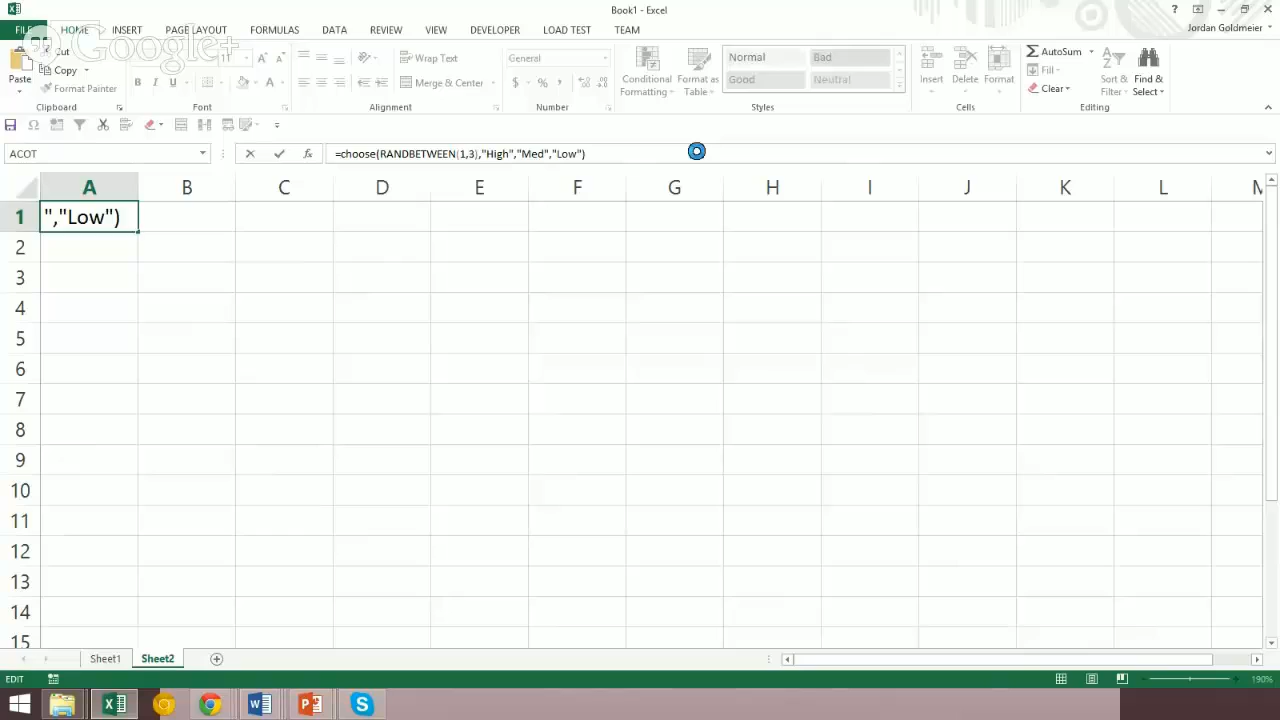 Book1 - Excel
Jordan Goldmeier
FILE HOME INSERT PAGE LAYOUT FORMULAS DATA REVIEW VIEW DEVELOPER LOAD TEST TEAM
Google+
Paste
Cut
Copy
Format Painter
Clipboard
11
Font
Wrap Text
Merge & Center
Alignment
General
$ % ,
Number
Conditional Formatting
Format as Table
Normal Bad
Good Neutral
Styles
Insert Delete Format
Cells
AutoSum
Fill
Clear
Sort & Filter
Find & Select
Editing
ACOT
=choose(RANDBETWEEN(1,3),"High","Med","Low")
A B C D E F G H I J K L M
1 ","Low")
2
3
4
5
6
7
8
9
10
11
12
13
14
15
Sheet1 Sheet2
EDIT
190%